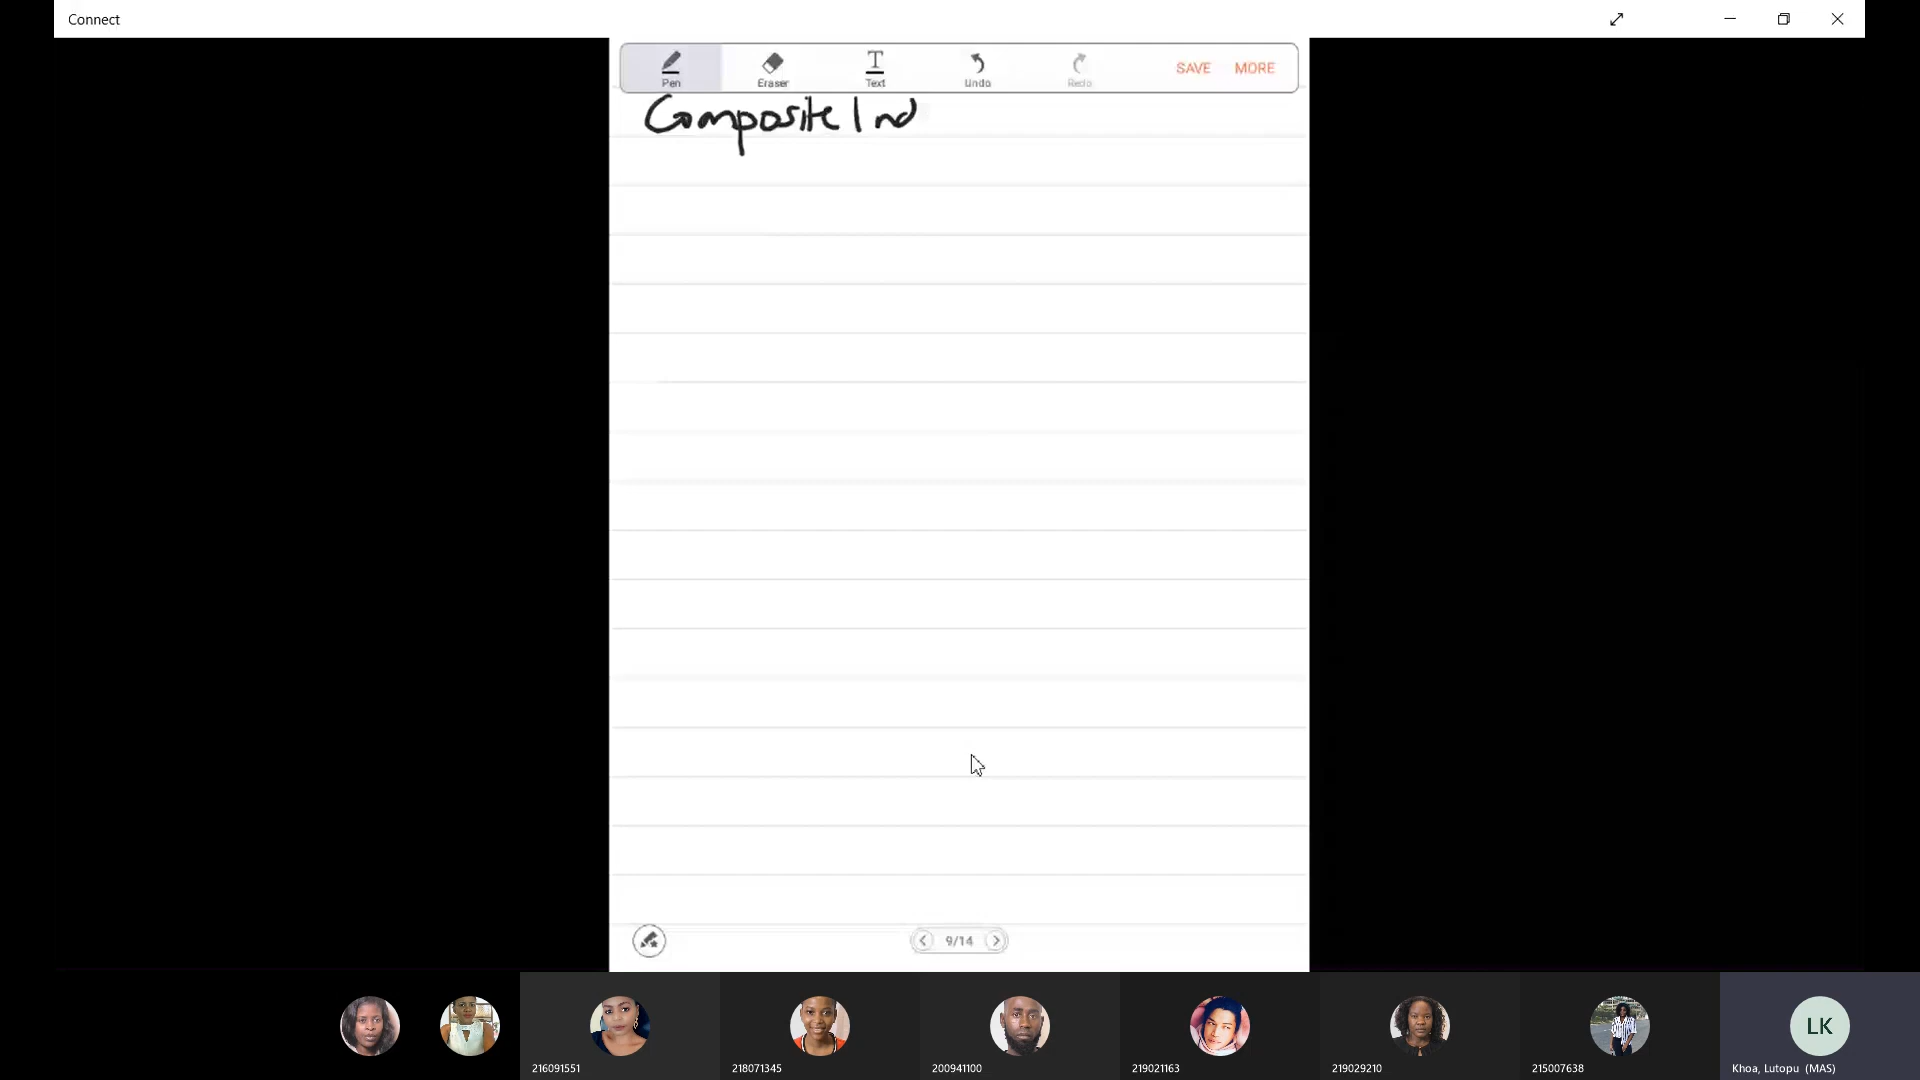 Connect
Pen
Eraser
Text
Undo
Redo
SAVE
MORE
Composite Ind
9/14
LK
216091551
218071345
200941100
219021163
219029210
215007638
Khoa, Lutopu (MAS)